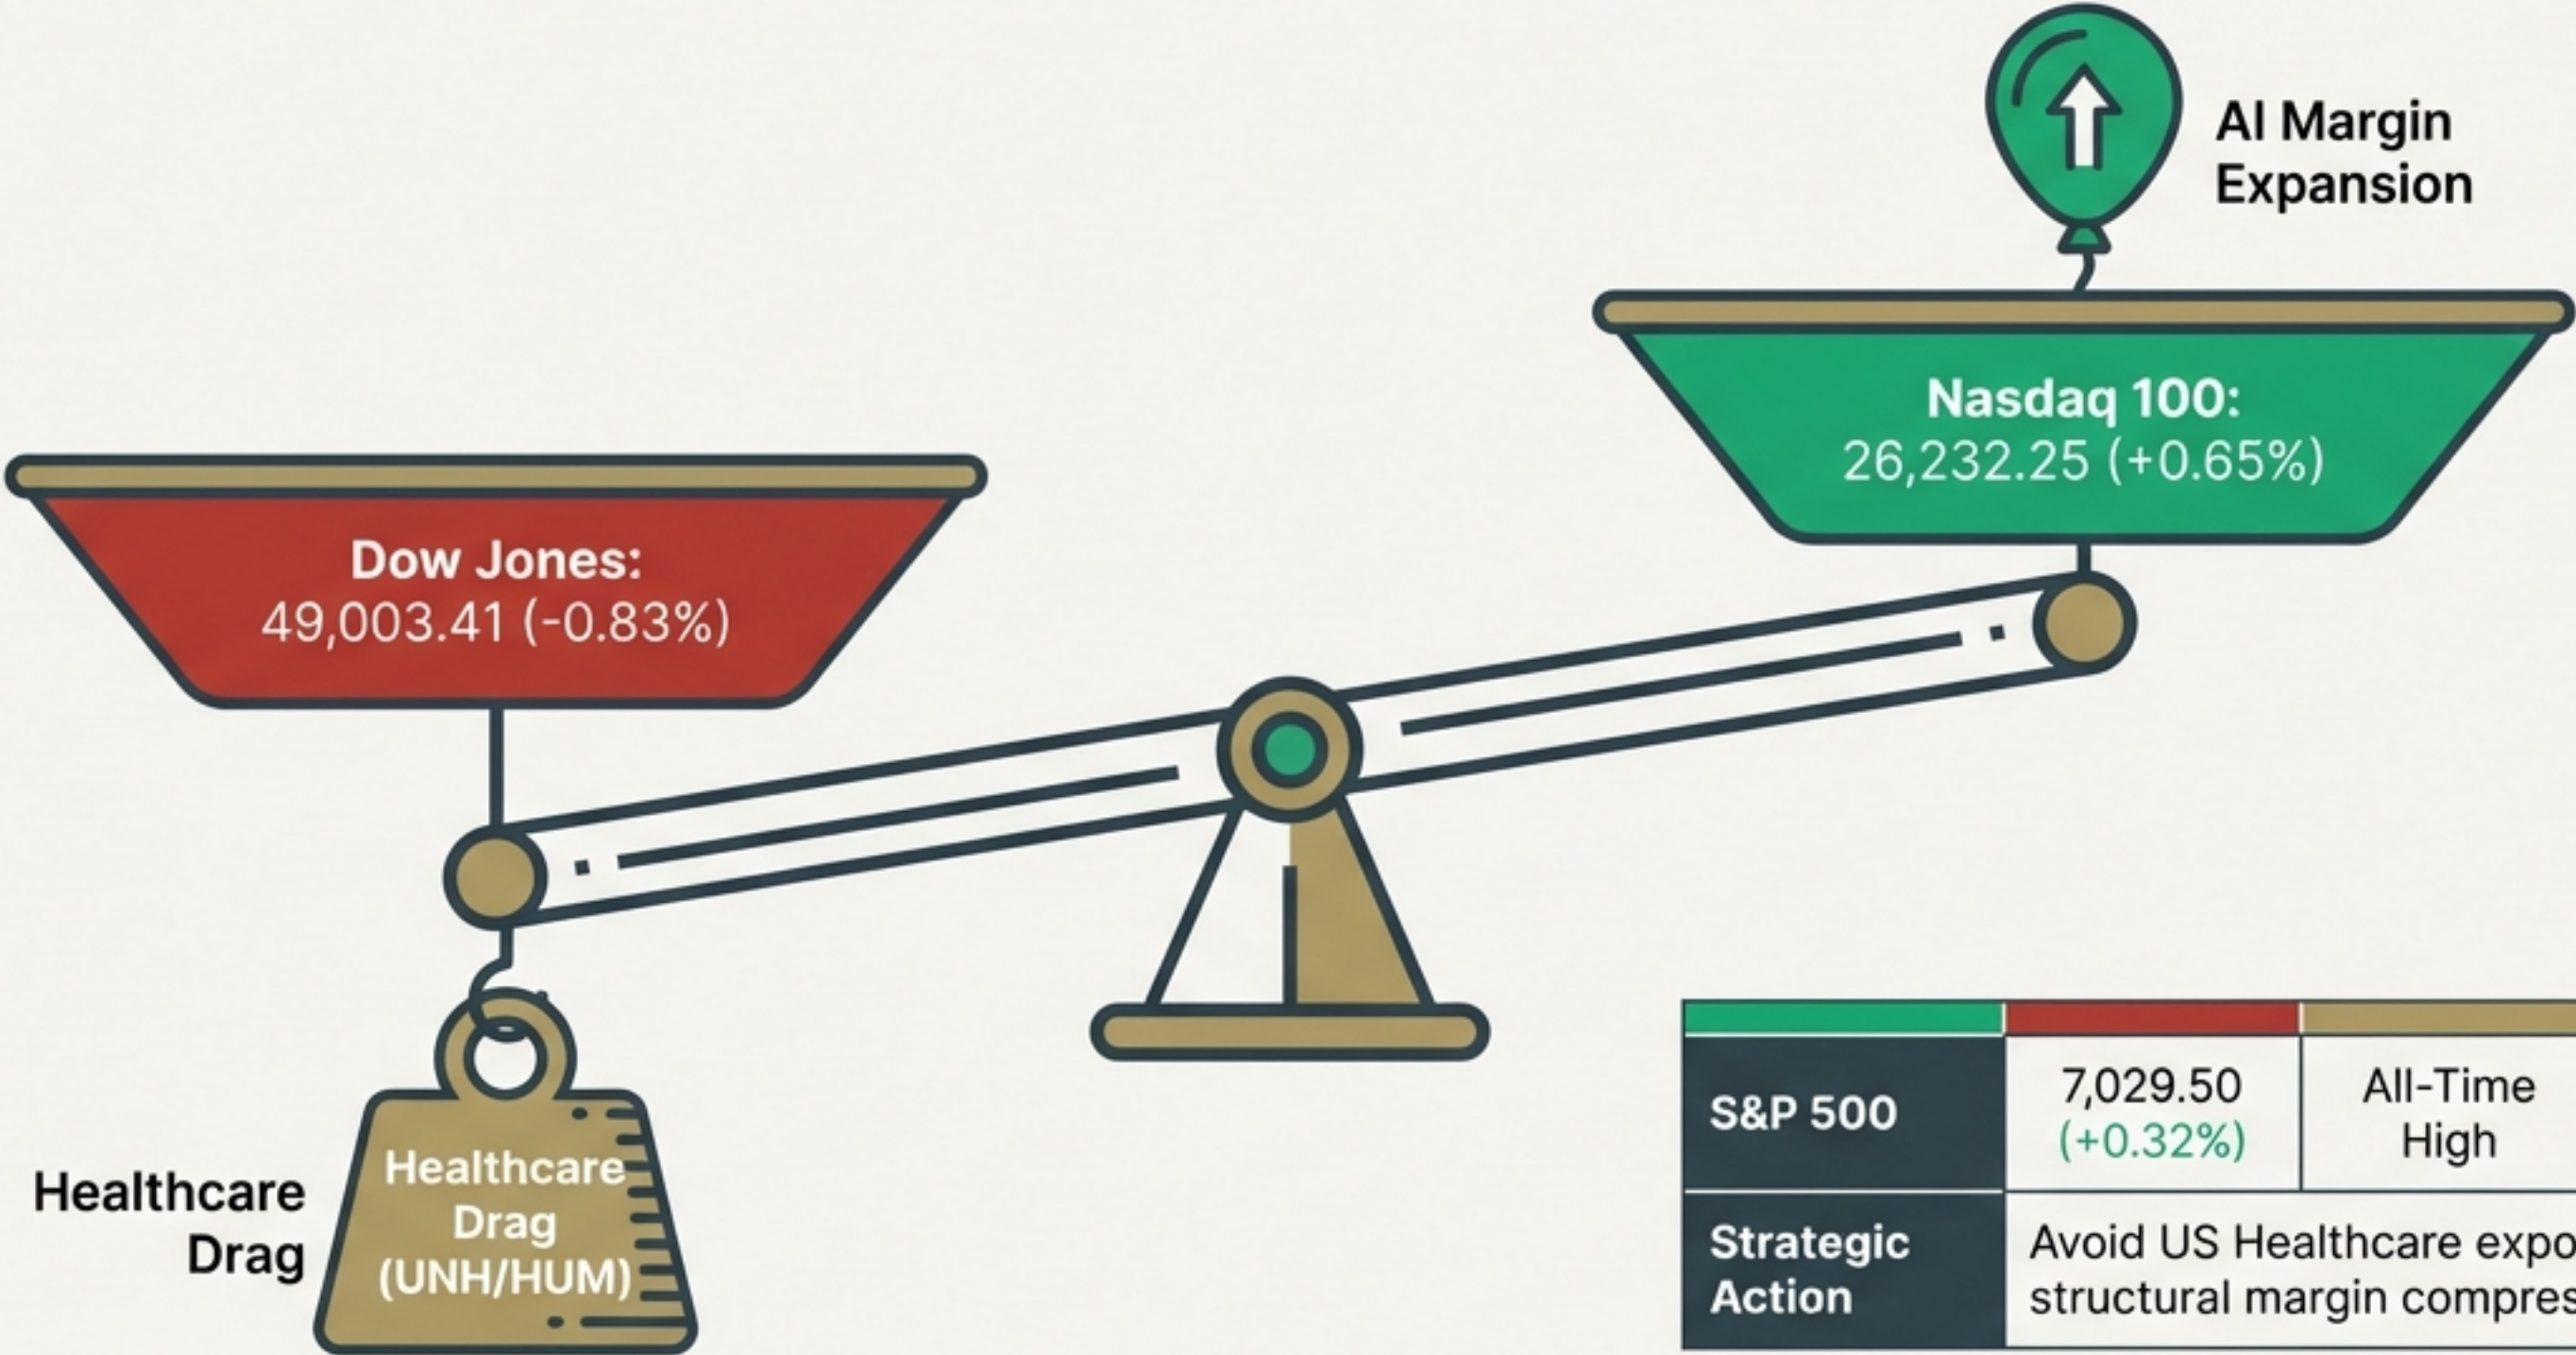 AI Margin
Expansion
Nasdaq 100:
26,232.25 (+0.65%)
Dow Jones:
49,003.41 (-0.83%)
Healthcare
Drag
Healthcare
Drag
(UNH/HUM)
S&P 500
7,029.50
(+0.32%)
All-Time
High
Strategic
Action
Avoid US Healthcare expo
structural margin compres